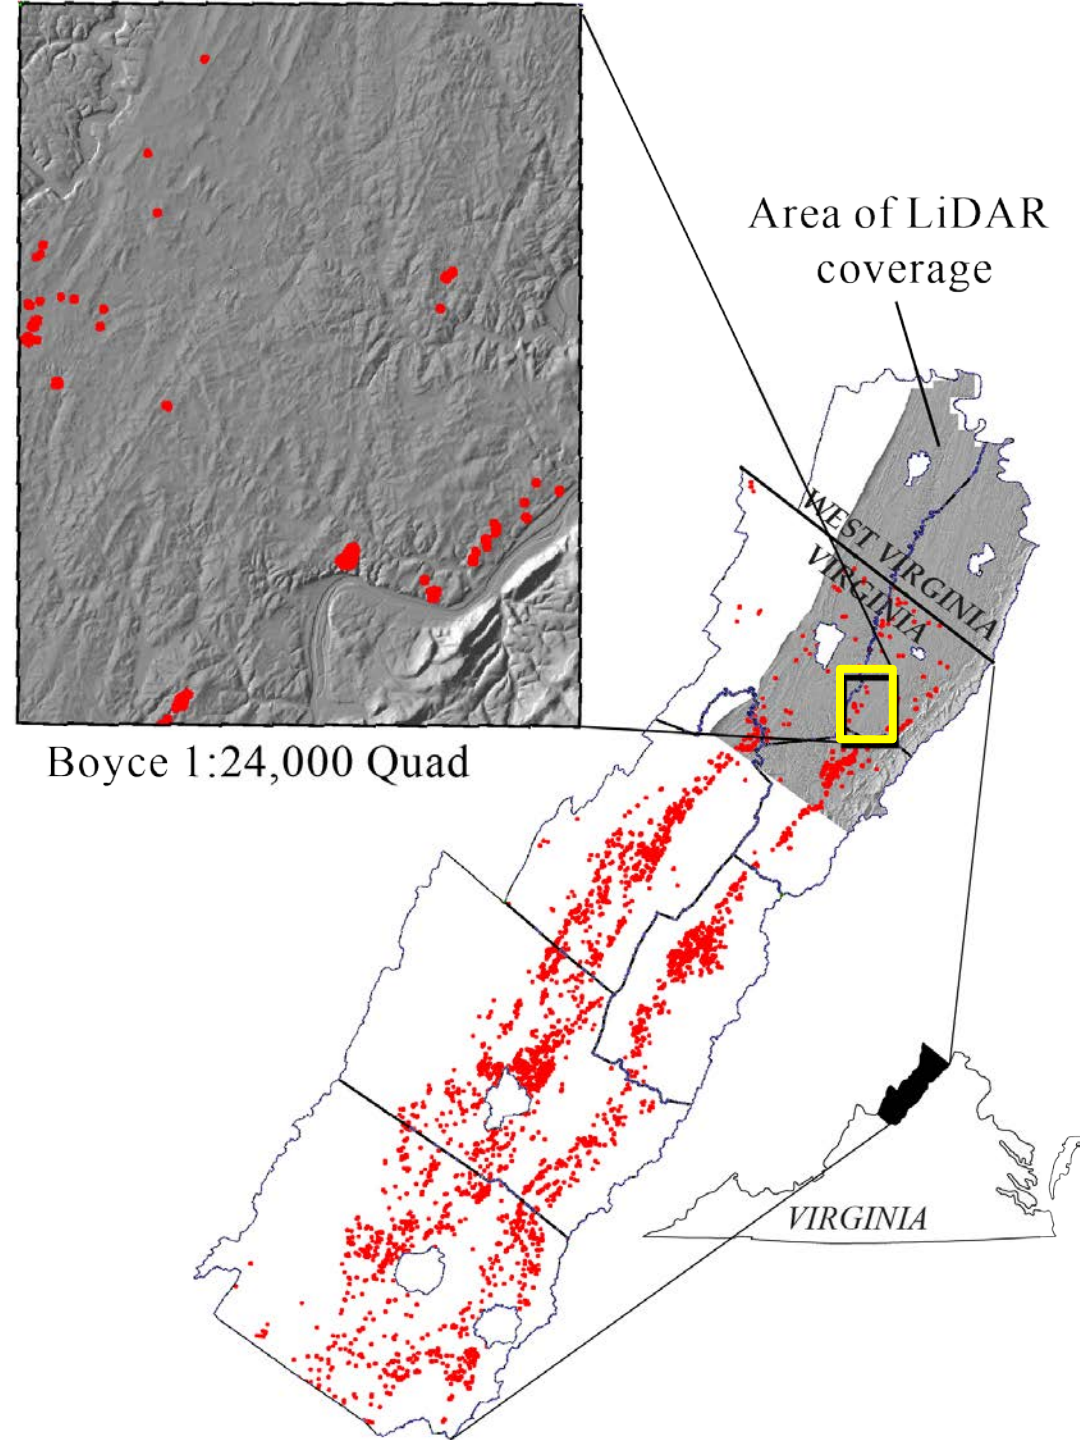 Area of LiDAR
coverage
WEST VIRGINIA
VIRGINIA
Boyce 1:24,000 Quad
VIRGINIA